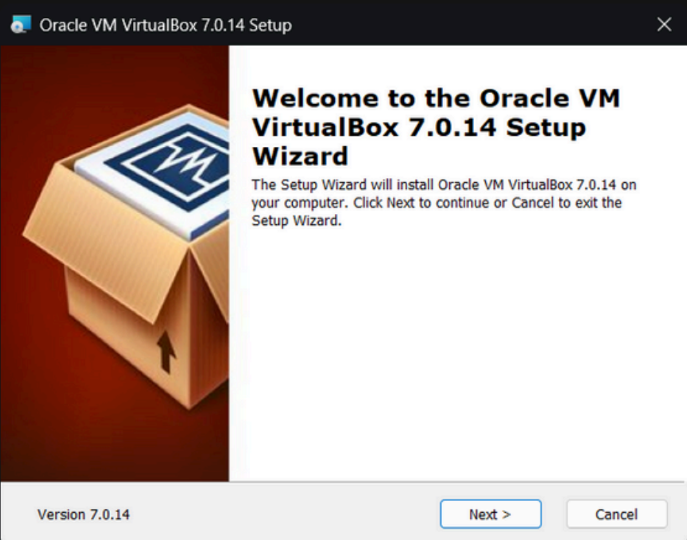 Oracle VM VirtualBox 7.0.14 Setup
Welcome to the Oracle VM
VirtualBox 7.0.14 Setup
Wizard
The Setup Wizard will install Oracle VM VirtualBox 7.0.14 on
your computer. Click Next to continue or Cancel to exit the
Setup Wizard.
Version 7.0.14
Next >
Cancel